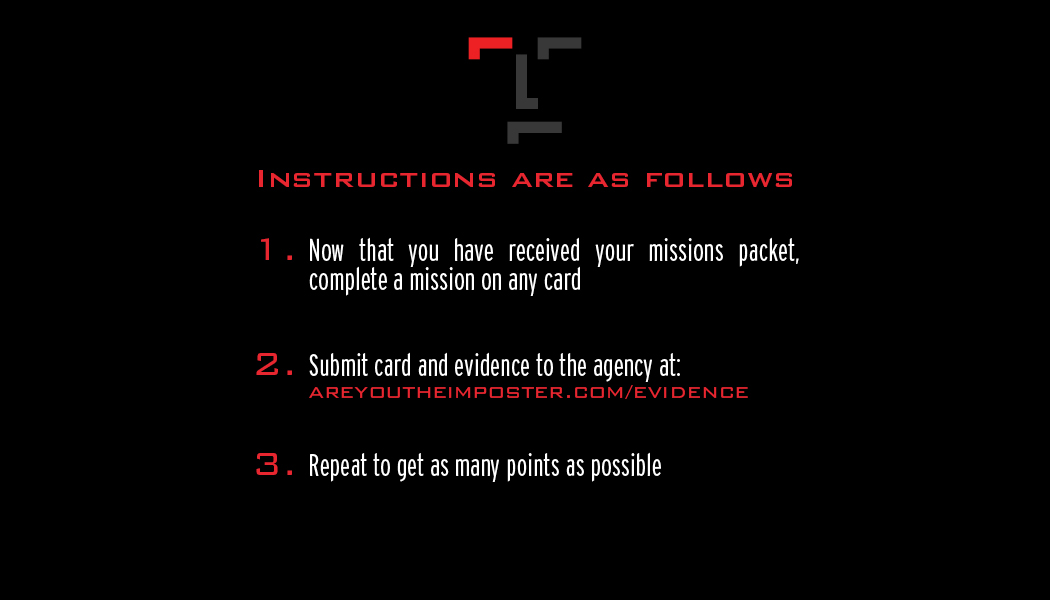 Instructions are as follows
1. Now that you have received your missions packet,
complete a mission on any card
2. Submit card and evidence to the agency at:
AREYOUTHEIMPOSTER.COM/EVIDENCE
3. Repeat to get as many points as possible